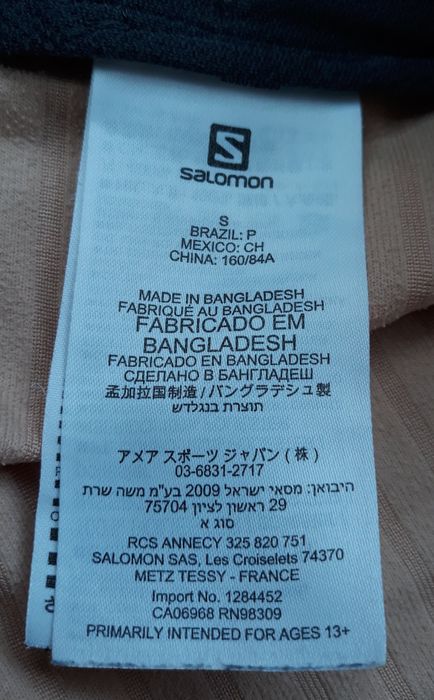 S
salomon
S
BRAZIL: P
MEXICO: CH
CHINA: 160/84A
MADE IN BANGLADESH
FABRIQUÉ AU BANGLADESH
FABRICADO EM
BANGLADESH
FABRICADO EN BANGLADESH
СДЕЛАНО В БАНГЛАДЕШ
孟加拉国制造/バングラデシュ製
תוצרת בנגלדש
アメア スポーツ ジャパン(株)
03-6831-2717
היבואן: מסאי ישראל 2009 בע"מ משה שרת
29 ראשון לציון 75704
סוג א
RCS ANNECY 325 820 751
SALOMON SAS, Les Croiselets 74370
METZ TESSY - FRANCE
Import No. 1284452
CA06968 RN98309
PRIMARILY INTENDED FOR AGES 13+